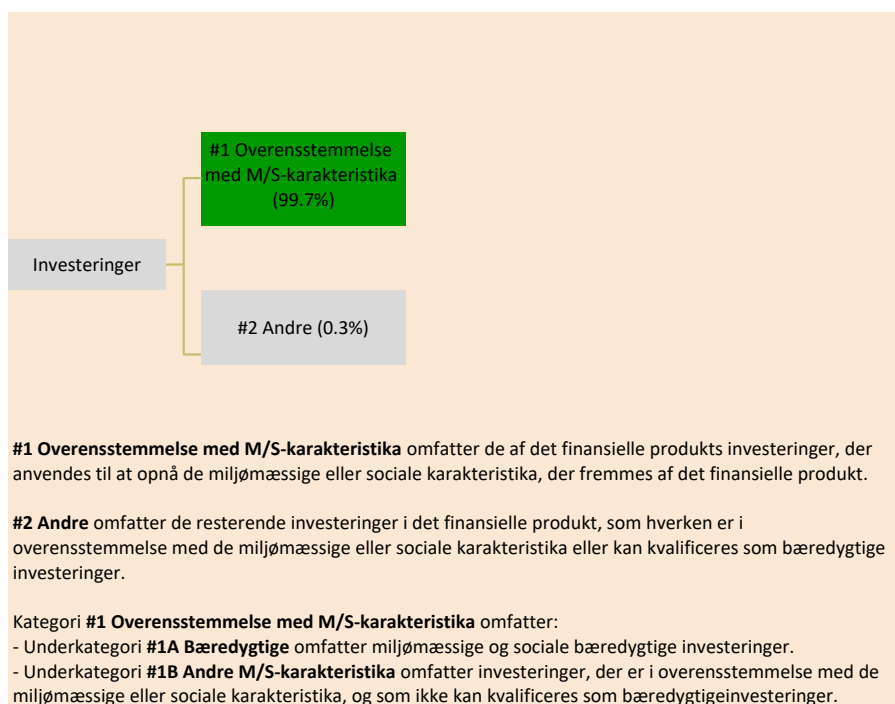 #1 Overensstemmelse
med M/S-karakteristika
(99.7%)
Investeringer
#2 Andre (0.3%)
#1 Overensstemmelse med M/S-karakteristika omfatter de af det finansielle produkts investeringer, der
anvendes til at opnå de miljømæssige eller sociale karakteristika, der fremmes af det finansielle produkt.
#2 Andre omfatter de resterende investeringer i det finansielle produkt, som hverken er i
overensstemmelse med de miljømæssige eller sociale karakteristika eller kan kvalificeres som bæredygtige
investeringer.
Kategori #1 Overensstemmelse med M/S-karakteristika omfatter:
- Underkategori #1A Bæredygtige omfatter miljømæssige og sociale bæredygtige investeringer.
- Underkategori #1B Andre M/S-karakteristika omfatter investeringer, der er i overensstemmelse med de
miljømæssige eller sociale karakteristika, og som ikke kan kvalificeres som bæredygtigeinvesteringer.